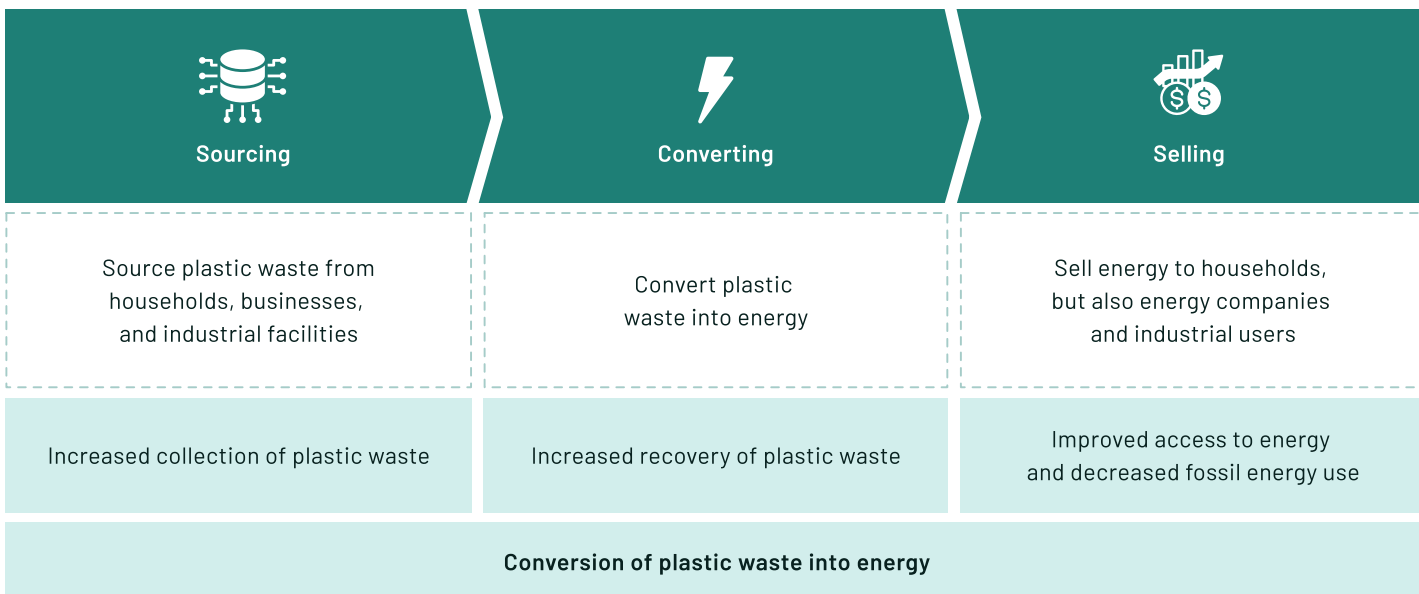 Sourcing
Converting
Selling
Source plastic waste from
households, businesses,
and industrial facilities
Convert plastic
waste into energy
Sell energy to households,
but also energy companies
and industrial users
Increased collection of plastic waste
Increased recovery of plastic waste
Improved access to energy
and decreased fossil energy use
Conversion of plastic waste into energy